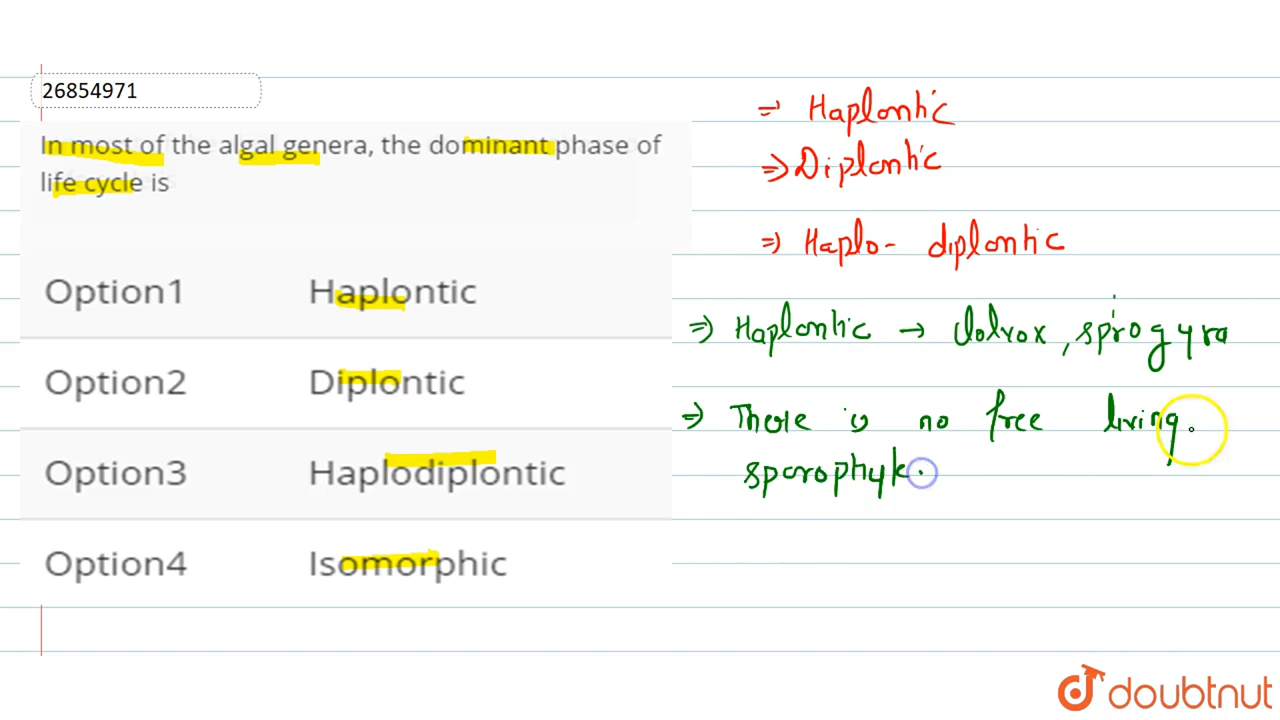 26854971
In most of the algal genera, the dominant phase of
life cycle is
Option1 Haplontic
Option2 Diplontic
Option3 Haplodiplontic
Option4 Isomorphic
⇒ Haplontic
⇒ Diplontic
⇒ Haplo- diplontic
⇒ Haplontic → Volvox, spirogyra
⇒ There is no free living
sporophyte
doubtnut